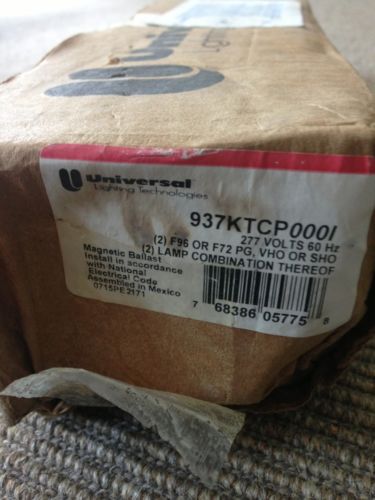 Universal
Universal
Lighting Technologies
937KTCP000I
277 VOLTS 60 Hz
(2) F96 OR F72 PG, VHO OR SHO
(2) LAMP COMBINATION THEREOF
Magnetic Ballast
Install in accordance
with National
Electrical Code
Assembled in Mexico
0715PE2171
7 68386 05775 8